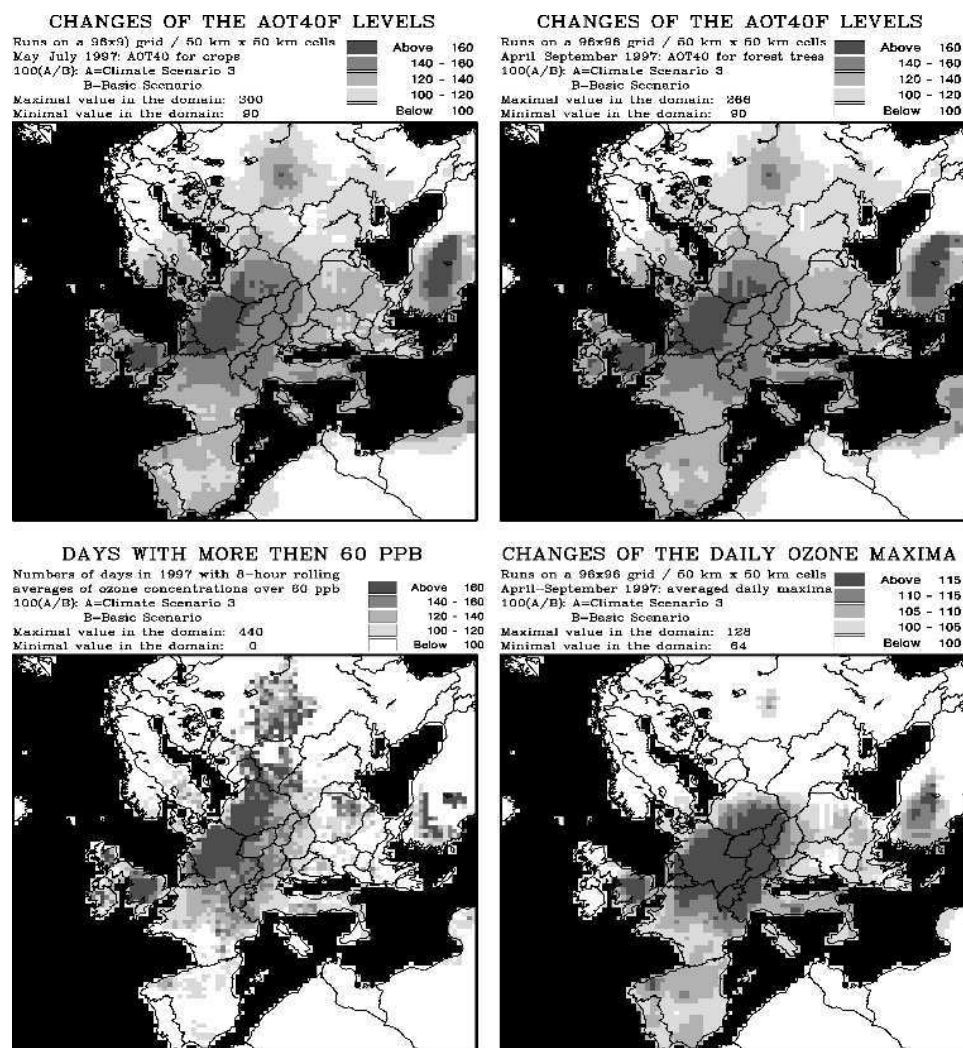 CHANGES OF THE AOT40F LEVELS
Runs on a 96x9) grid / 50 km x 50 km cells
May July 1997: AOT40 for crops
100(A/B): A=Climate Scenario 3
B-Basic Scenario
Maximal value in the domain: 300
Minimal value in the domain: 90
Above 160
140 - 160
120 - 140
100 - 120
Below 100
CHANGES OF THE AOT40F LEVELS
Runs on a 96x96 grid / 50 km x 50 km cells
April September 1997: AOT40 for forest trees
100(A/B): A=Climate Scenario 3
B-Basic Scenario
Maximal value in the domain: 266
Minimal value in the domain: 90
Above 160
140 - 160
120 - 140
100 - 120
Below 100
DAYS WITH MORE THEN 60 PPB
Numbers of days in 1997 with 8-hour rolling
averages of ozone concentrations over 60 ppb
100(A/B): A=Climate Scenario 3
B-Basic Scenario
Maximal value in the domain: 440
Minimal value in the domain: 0
Above 160
140 - 160
120 - 140
100 - 120
Below 100
CHANGES OF THE DAILY OZONE MAXIMA
Runs on a 96x96 grid / 50 km x 50 km cells
April-September 1997: averaged daily maxima
100(A/B): A=Climate Scenario 3
B-Basic Scenario
Maximal value in the domain: 128
Minimal value in the domain: 64
Above 115
110 - 115
105 - 110
100 - 105
Below 100